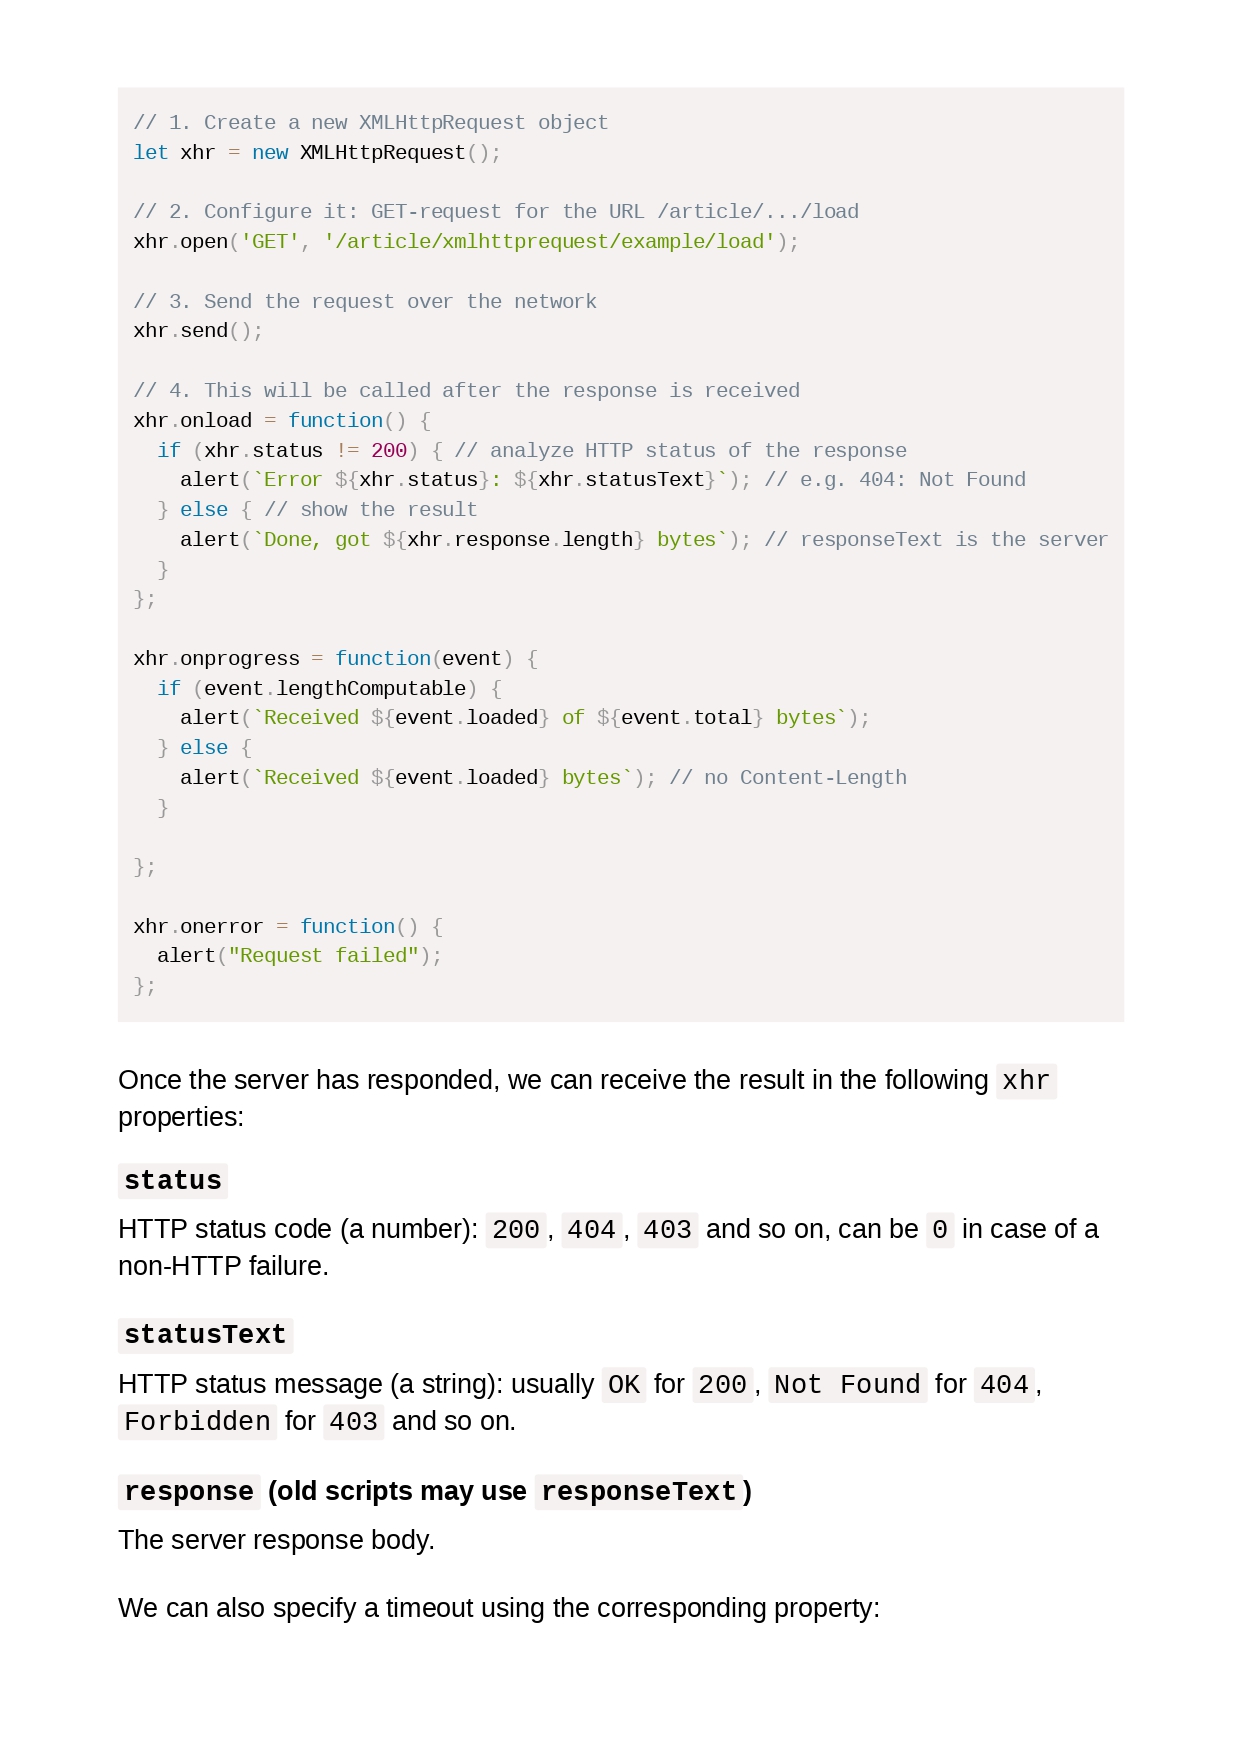 // 1. Create a new XMLHttpRequest object
let xhr = new XMLHttpRequest();
// 2. Configure it: GET-request for the URL /article/.../load
xhr.open('GET', '/article/xmlhttprequest/example/load');
// 3. Send the request over the network
xhr.send();
// 4. This will be called after the response is received
xhr.onload = function() {
  if (xhr.status != 200) { // analyze HTTP status of the response
    alert(`Error ${xhr.status}: ${xhr.statusText}`); // e.g. 404: Not Found
  } else { // show the result
    alert(`Done, got ${xhr.response.length} bytes`); // responseText is the server
  }
};
xhr.onprogress = function(event) {
  if (event.lengthComputable) {
    alert(`Received ${event.loaded} of ${event.total} bytes`);
  } else {
    alert(`Received ${event.loaded} bytes`); // no Content-Length
  }
};
xhr.onerror = function() {
  alert("Request failed");
};
Once the server has responded, we can receive the result in the following xhr
properties:
status
HTTP status code (a number): 200, 404, 403 and so on, can be 0 in case of a
non-HTTP failure.
statusText
HTTP status message (a string): usually OK for 200, Not Found for 404,
Forbidden for 403 and so on.
response (old scripts may use responseText)
The server response body.
We can also specify a timeout using the corresponding property: